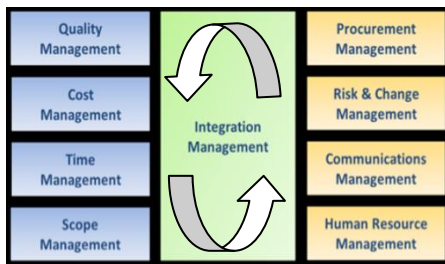 Quality
Management
Cost
Management
Time
Management
Scope
Management
Integration
Management
Procurement
Management
Risk & Change
Management
Communications
Management
Human Resource
Management